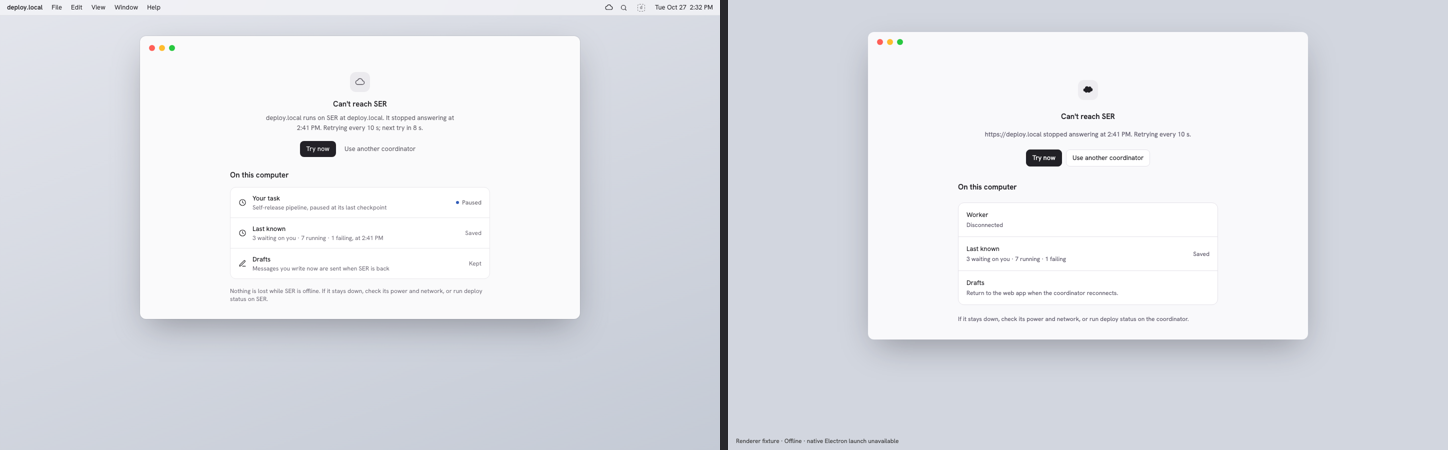 deploy.local File Edit View Window Help
Tue Oct 27 2:32 PM
Can't reach SER
deploy.local runs on SER at deploy.local. It stopped answering at
2:41 PM. Retrying every 10 s; next try in 8 s.
Try now Use another coordinator
On this computer
Your task
Self-release pipeline, paused at its last checkpoint
Paused
Last known
3 waiting on you · 7 running · 1 failing, at 2:41 PM
Saved
Drafts
Messages you write now are sent when SER is back
Kept
Nothing is lost while SER is offline. If it stays down, check its power and network, or run deploy
status on SER.
Can't reach SER
https://deploy.local stopped answering at 2:41 PM. Retrying every 10 s.
Try now Use another coordinator
On this computer
Worker
Disconnected
Last known
3 waiting on you · 7 running · 1 failing
Saved
Drafts
Return to the web app when the coordinator reconnects.
If it stays down, check its power and network, or run deploy status on the coordinator.
Renderer fixture · Offline · native Electron launch unavailable